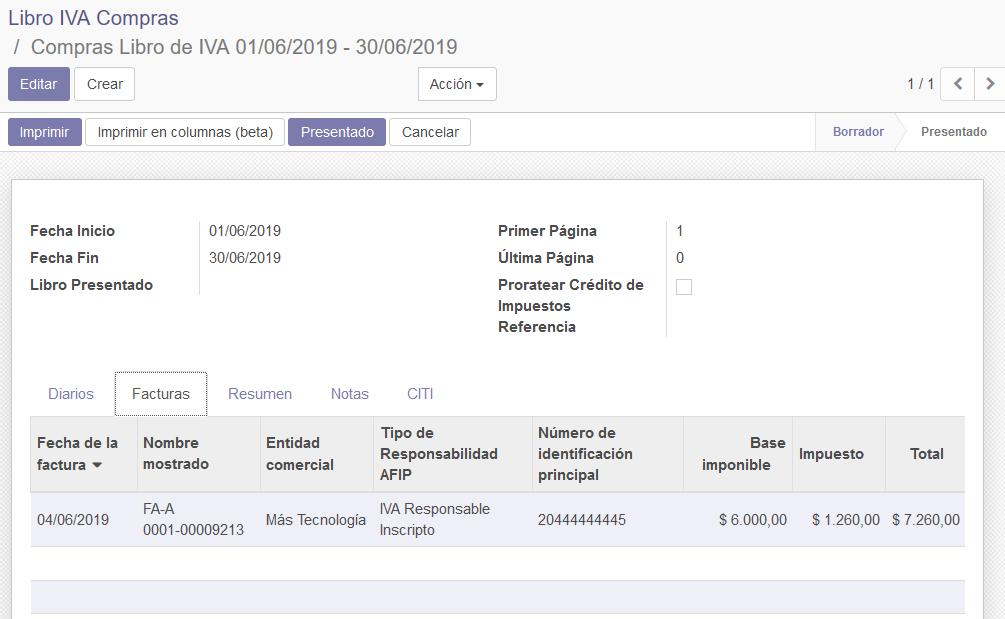 Libro IVA Compras
/ Compras Libro de IVA 01/06/2019 - 30/06/2019
Editar Crear Acción 1 / 1
Imprimir Imprimir en columnas (beta) Presentado Cancelar Borrador Presentado
Fecha Inicio 01/06/2019 Primer Página 1
Fecha Fin 30/06/2019 Última Página 0
Libro Presentado Proratear Crédito de
Impuestos
Referencia
Diarios Facturas Resumen Notas CITI
Fecha de la
factura
Nombre
mostrado
Entidad
comercial
Tipo de
Responsabilidad
AFIP
Número de
identificación
principal
Base
imponible
Impuesto
Total
04/06/2019
FA-A
0001-00009213
Más Tecnología
IVA Responsable
Inscripto
20444444445
$ 6.000,00
$ 1.260,00
$ 7.260,00